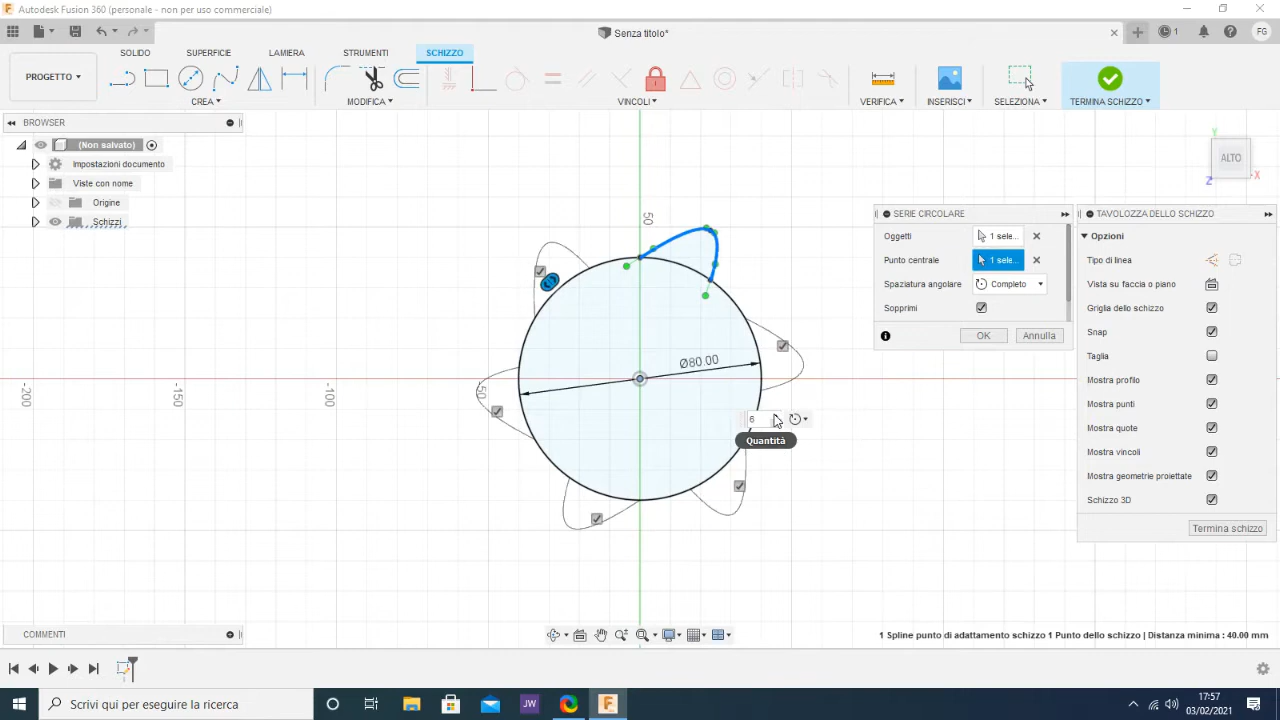 Autodesk Fusion 360 (personale - non per uso commerciale)
Senza titolo*
1
FG
SOLIDO
SUPERFICIE
LAMIERA
STRUMENTI
SCHIZZO
PROGETTO
CREA
MODIFICA
VINCOLI
VERIFICA
INSERISCI
SELEZIONA
TERMINA SCHIZZO
BROWSER
(Non salvato)
Impostazioni documento
Viste con nome
Origine
Schizzi
Y
ALTO
Z
X
50
Ø80.00
-200
-150
-100
50
6
Quantità
SERIE CIRCOLARE
Oggetti
1 sele...
Punto centrale
1 sele...
Spaziatura angolare
Completo
Sopprimi
OK
Annulla
TAVOLOZZA DELLO SCHIZZO
Opzioni
Tipo di linea
Vista su faccia o piano
Griglia dello schizzo
Snap
Taglia
Mostra profilo
Mostra punti
Mostra quote
Mostra vincoli
Mostra geometrie proiettate
Schizzo 3D
Termina schizzo
COMMENTI
1 Spline punto di adattamento schizzo 1 Punto dello schizzo | Distanza minima : 40.00 mm
Scrivi qui per eseguire la ricerca
JW
F
17:57
03/02/2021